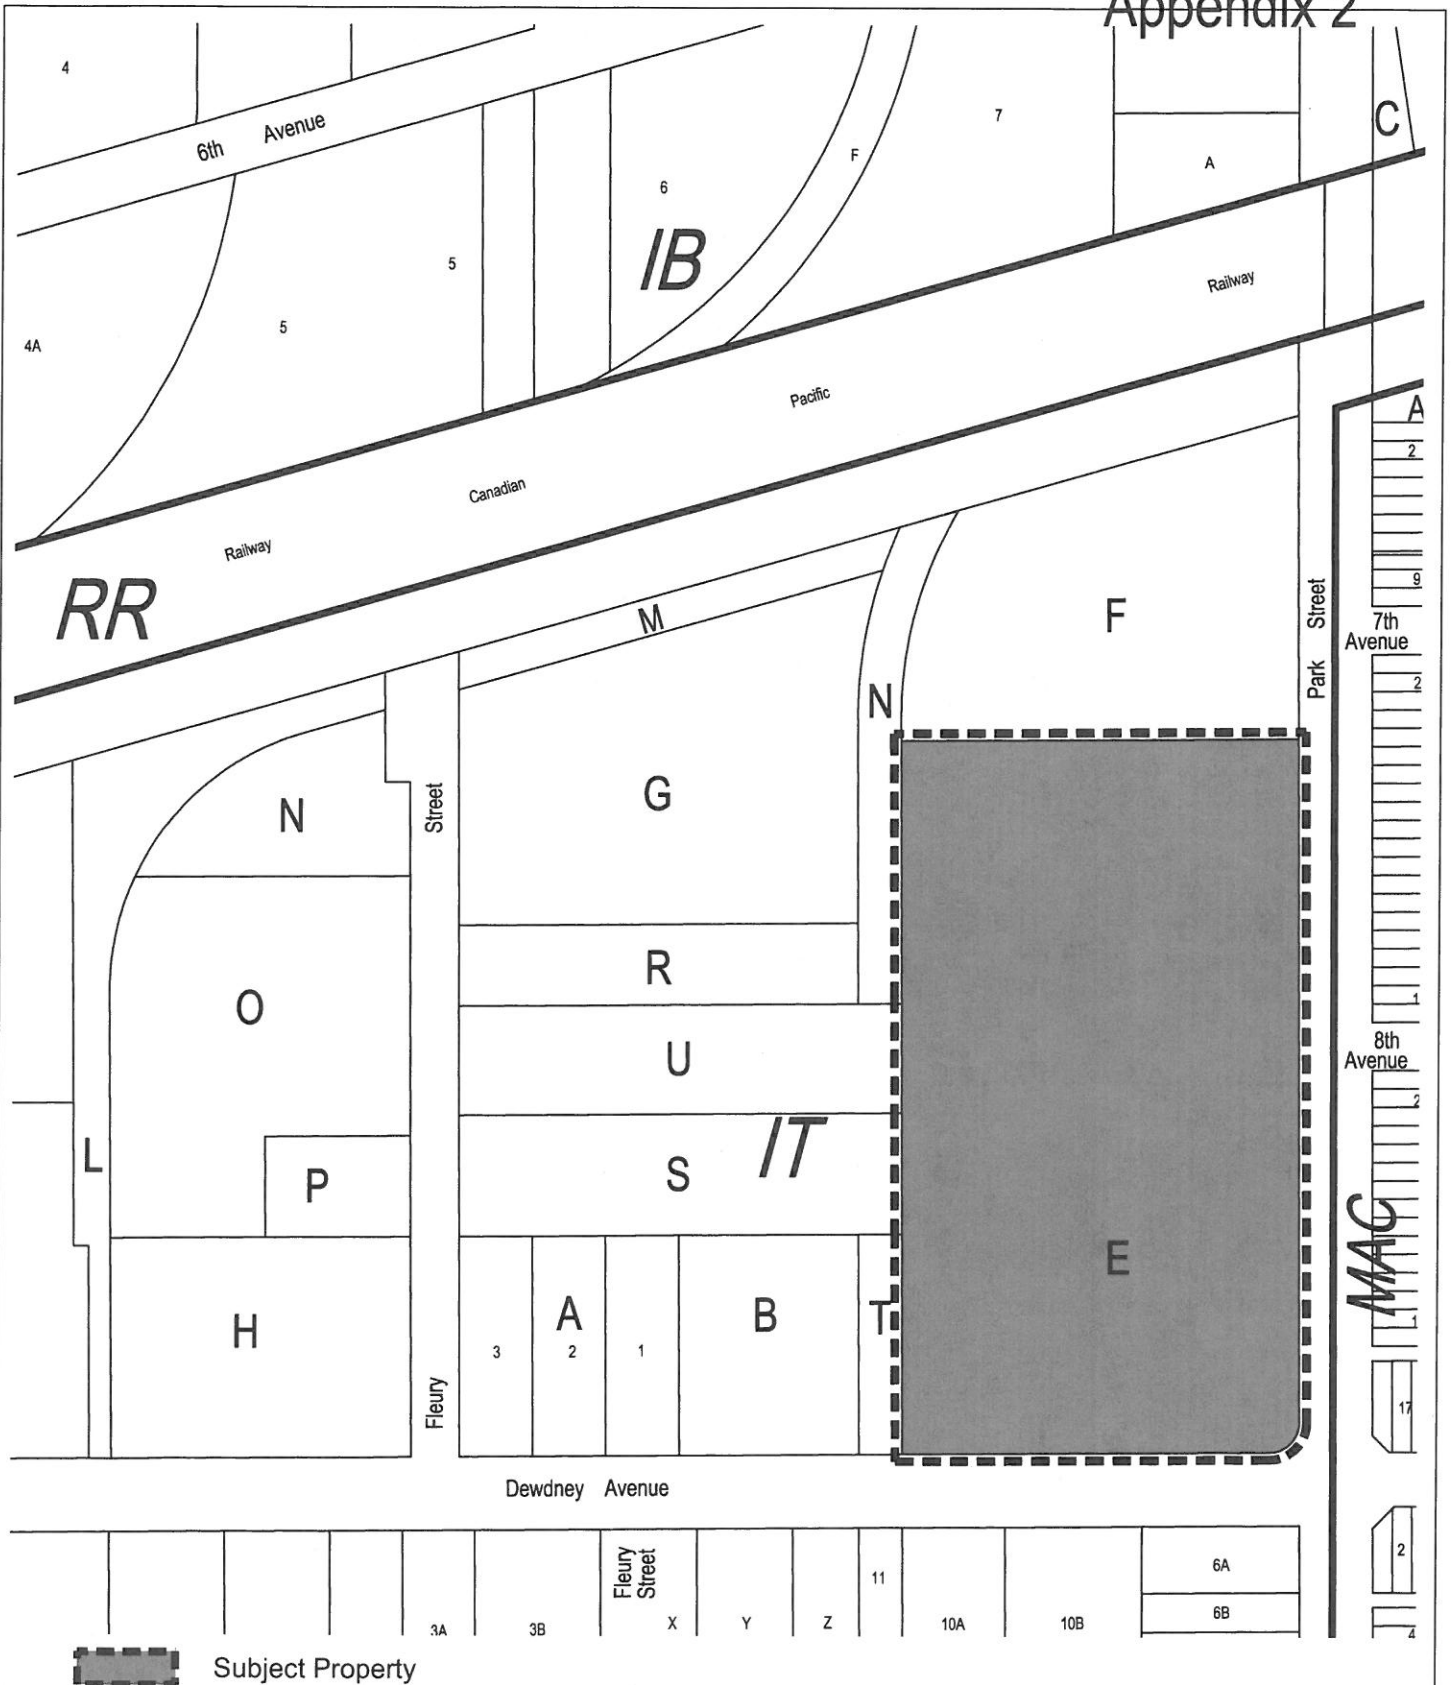 Appendix 2
4
6th Avenue
7
C
F
A
6
IB
5
5
4A
Railway
Pacific
Canadian
Railway
RR
A
2
9
7th
Avenue
M
F
Park Street
N
2
G
Street
N
R
O
1
8th
Avenue
U
2
IT
S
L
P
MAC
E
H
A
B
T
3
2
1
1
Fleury
17
Dewdney Avenue
Fleury
Street
11
6A
2
3A
3B
X
Y
Z
10A
10B
6B
4
Subject Property